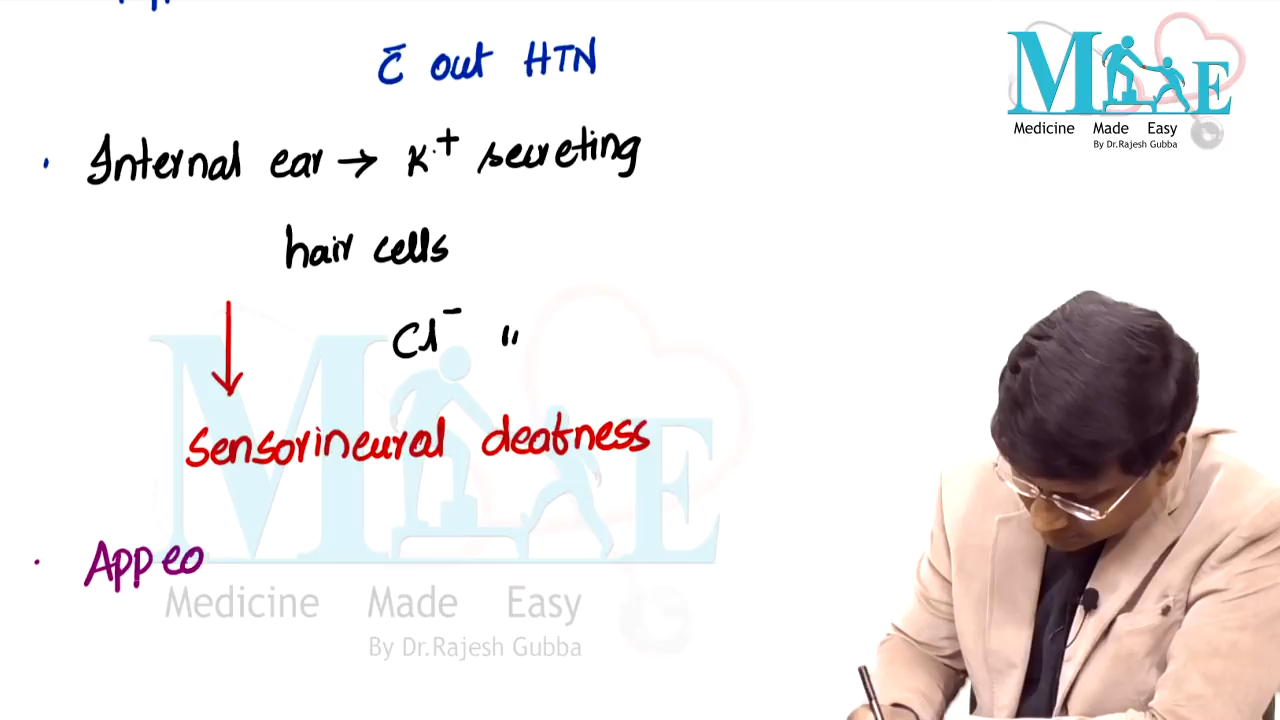 c̄ out HTN
· Internal ear → K+ secreting
hair cells
Cl⁻ "
Sensorineural deafness
· Appeo
M E
Medicine Made Easy
By Dr.Rajesh Gubba
M E
Medicine Made Easy
By Dr.Rajesh Gubba